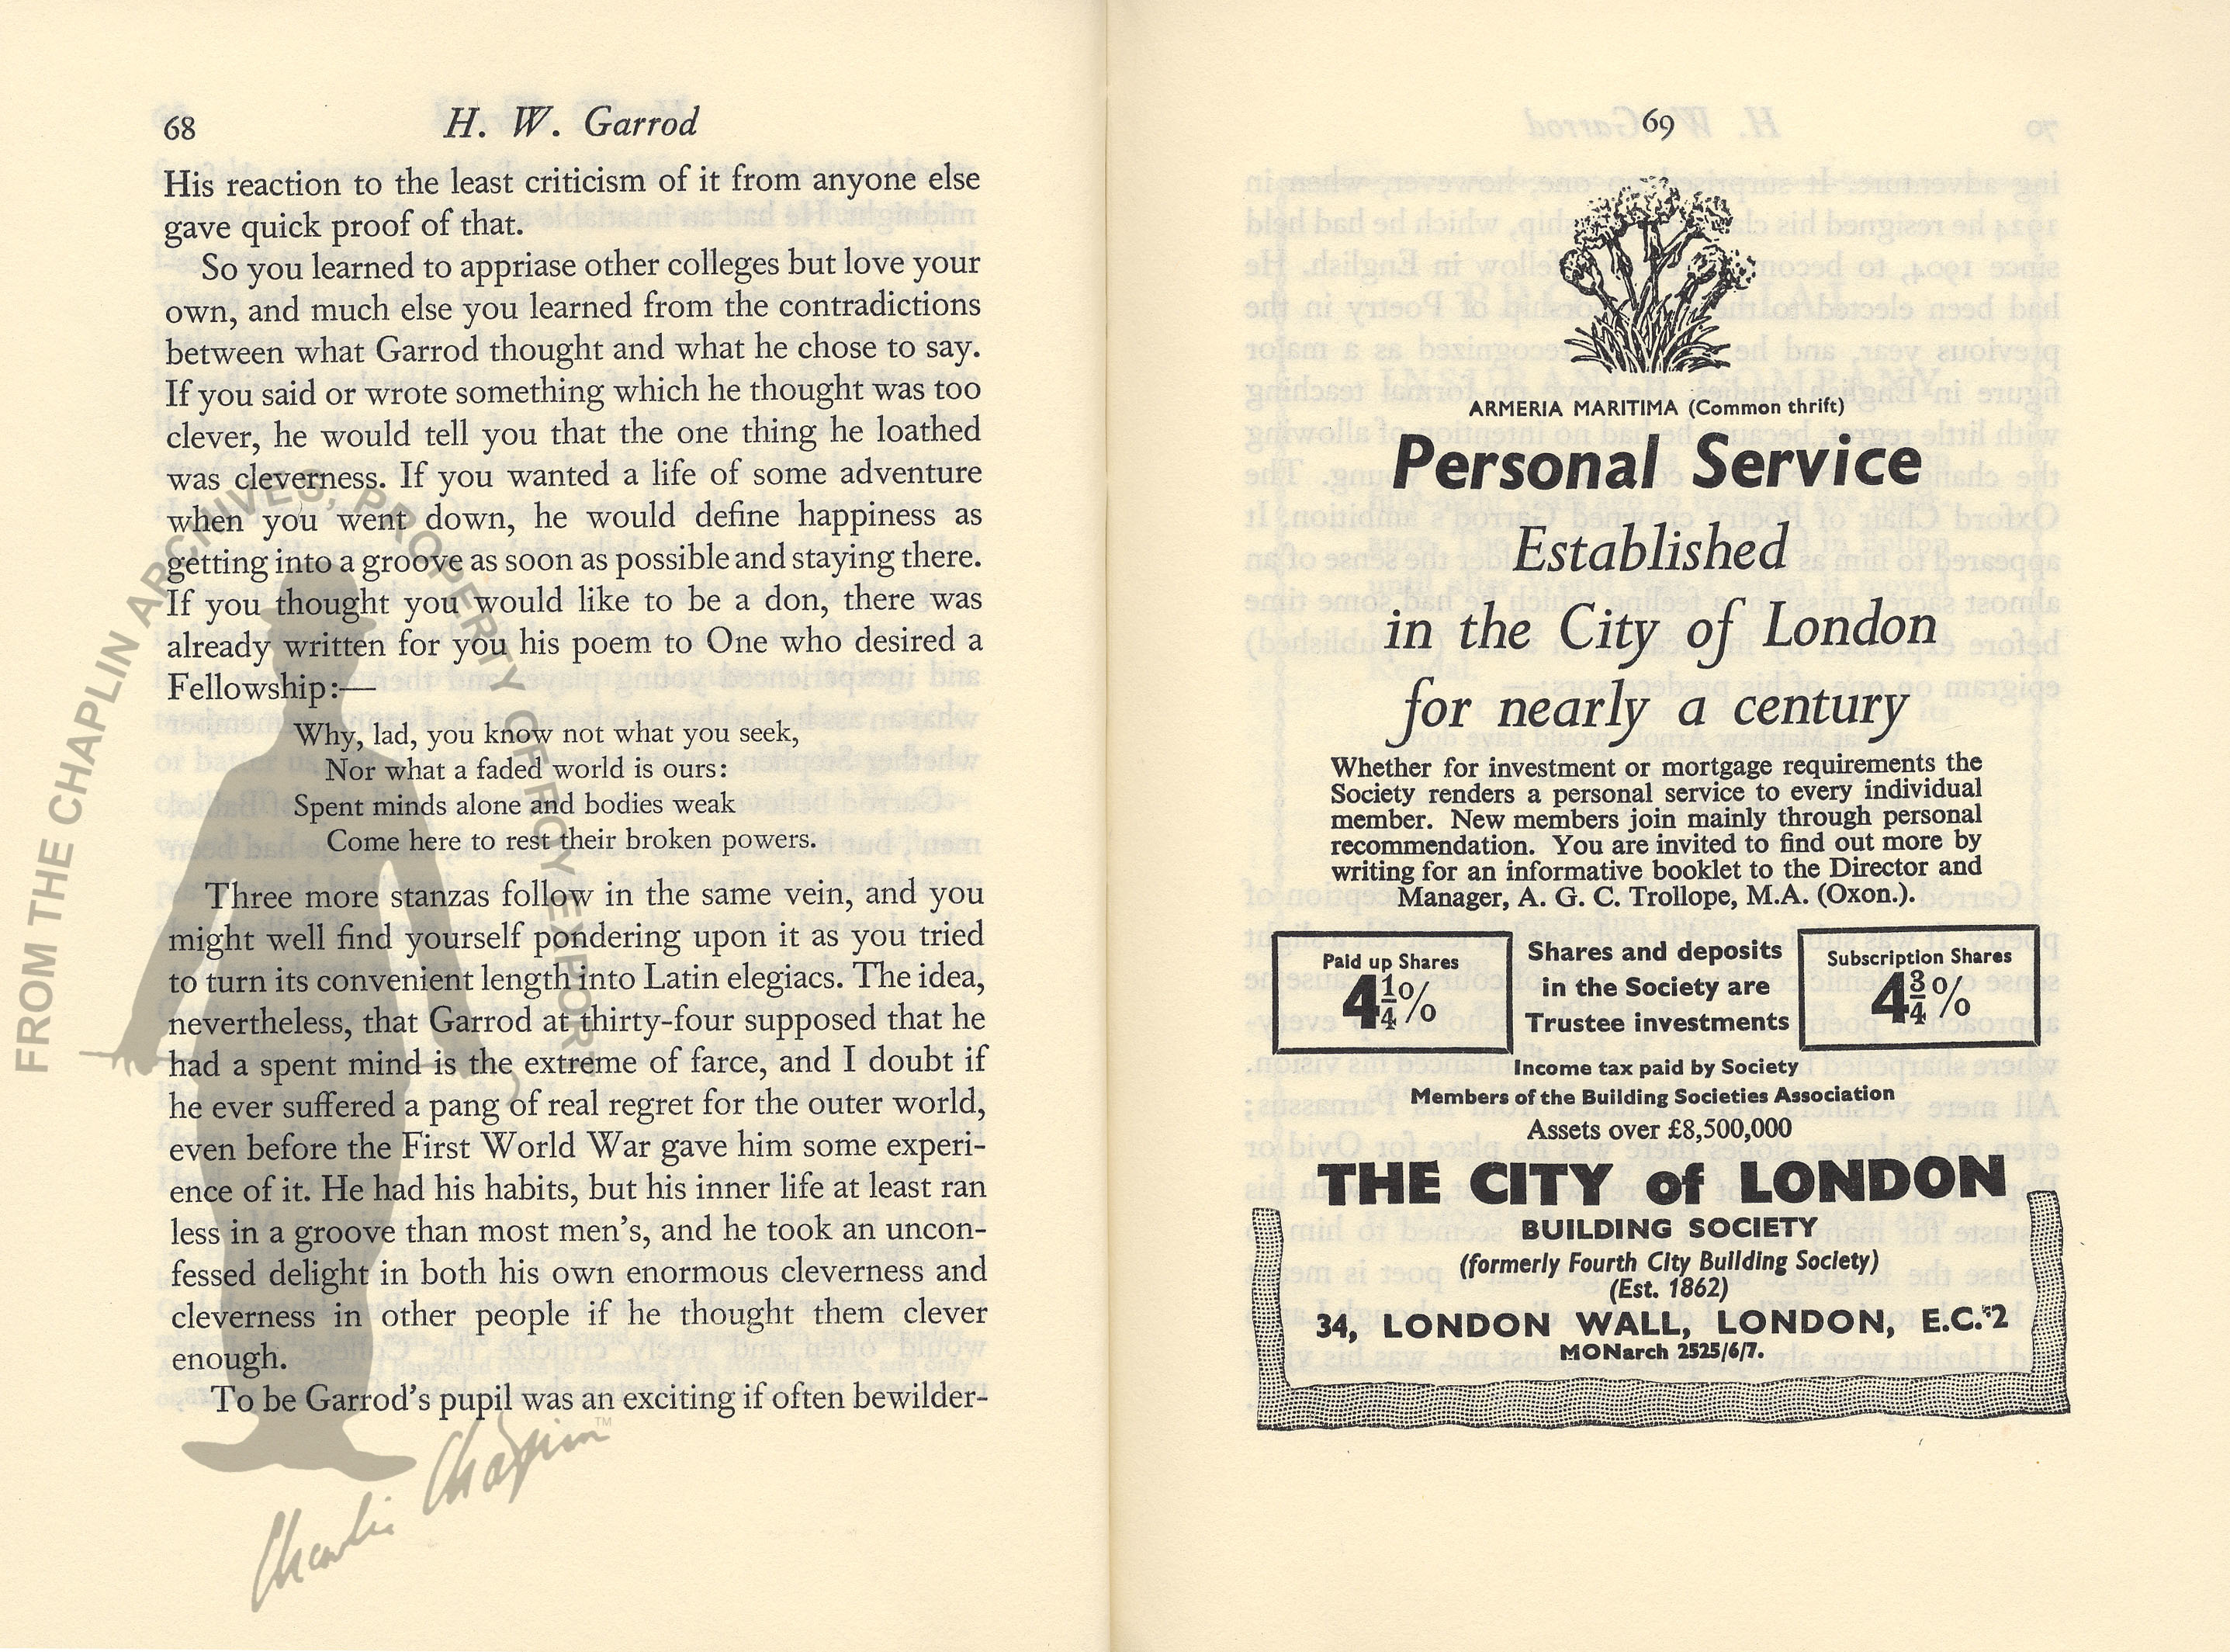 68
H. W. Garrod
His reaction to the least criticism of it from anyone else
gave quick proof of that.
So you learned to appriase other colleges but love your
own, and much else you learned from the contradictions
between what Garrod thought and what he chose to say.
If you said or wrote something which he thought was too
clever, he would tell you that the one thing he loathed
was cleverness. If you wanted a life of some adventure
when you went down, he would define happiness as
getting into a groove as soon as possible and staying there.
If you thought you would like to be a don, there was
already written for you his poem to One who desired a
Fellowship:—
Why, lad, you know not what you seek,
Nor what a faded world is ours:
Spent minds alone and bodies weak
Come here to rest their broken powers.
Three more stanzas follow in the same vein, and you
might well find yourself pondering upon it as you tried
to turn its convenient length into Latin elegiacs. The idea,
nevertheless, that Garrod at thirty-four supposed that he
had a spent mind is the extreme of farce, and I doubt if
he ever suffered a pang of real regret for the outer world,
even before the First World War gave him some experi-
ence of it. He had his habits, but his inner life at least ran
less in a groove than most men's, and he took an uncon-
fessed delight in both his own enormous cleverness and
cleverness in other people if he thought them clever
enough.
To be Garrod's pupil was an exciting if often bewilder-
FROM THE CHAPLIN ARCHIVES, PROPERTY OF ROY EXPORT
Charlie Chaplin™
69
ARMERIA MARITIMA (Common thrift)
Personal Service
Established
in the City of London
for nearly a century
Whether for investment or mortgage requirements the
Society renders a personal service to every individual
member. New members join mainly through personal
recommendation. You are invited to find out more by
writing for an informative booklet to the Director and
Manager, A. G. C. Trollope, M.A. (Oxon.).
Paid up Shares
4¼%
Shares and deposits
in the Society are
Trustee investments
Subscription Shares
4¾%
Income tax paid by Society
Members of the Building Societies Association
Assets over £8,500,000
THE CITY of LONDON
BUILDING SOCIETY
(formerly Fourth City Building Society)
(Est. 1862)
34, LONDON WALL, LONDON, E.C.2
MONarch 2525/6/7.